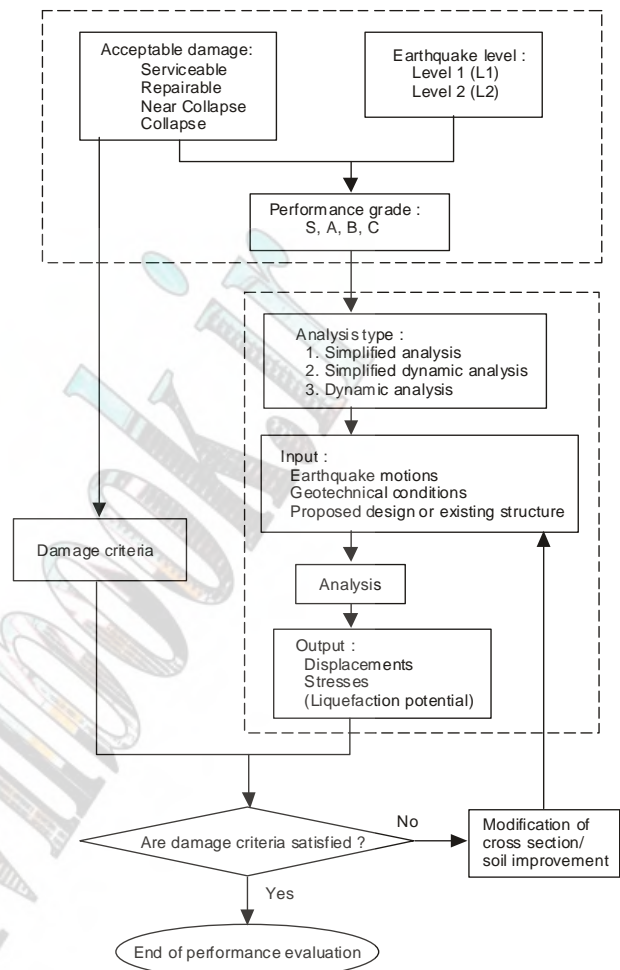 Acceptable damage:
Serviceable
Repairable
Near Collapse
Collapse
Earthquake level :
Level 1 (L1)
Level 2 (L2)
Performance grade :
S, A, B, C
Analysis type :
1. Simplified analysis
2. Simplified dynamic analysis
3. Dynamic analysis
Input :
Earthquake motions
Geotechnical conditions
Proposed design or existing structure
Damage criteria
Analysis
Output :
Displacements
Stresses
(Liquefaction potential)
Are damage criteria satisfied ?
No
Modification of
cross section/
soil improvement
Yes
End of performance evaluation